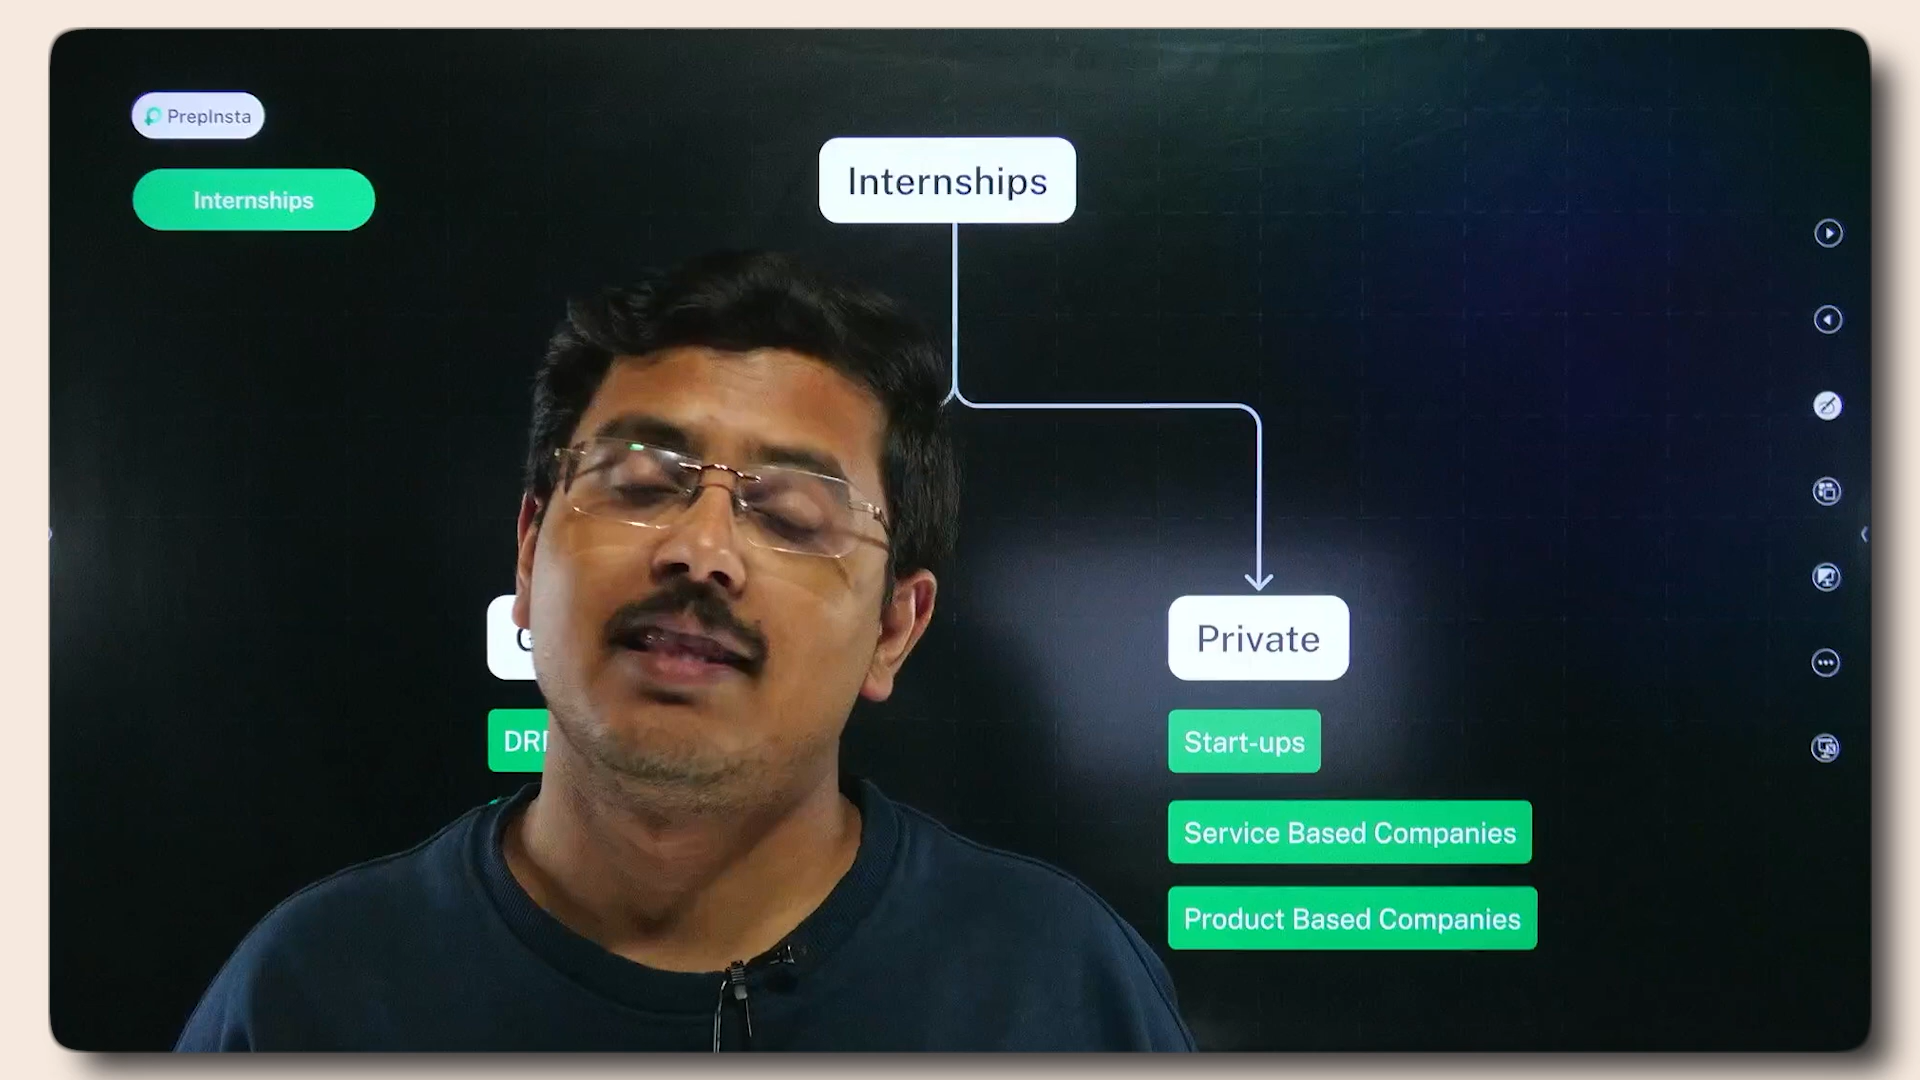 PrepInsta
Internships
Internships
Private
Start-ups
Service Based Companies
Product Based Companies